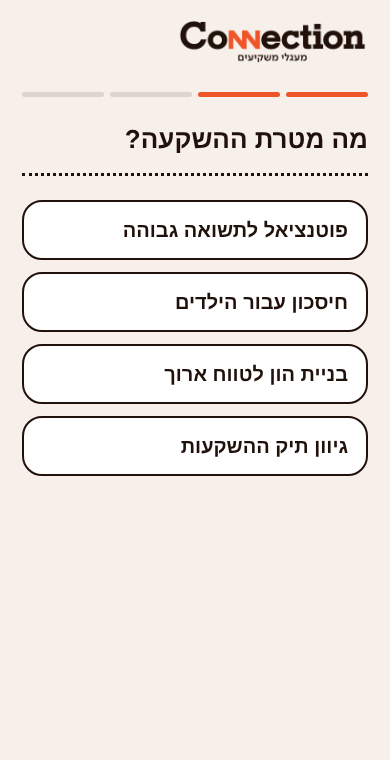 Connection
מעגלי משקיעים
מה מטרת ההשקעה?
פוטנציאל לתשואה גבוהה
חיסכון עבור הילדים
בניית הון לטווח ארוך
גיוון תיק ההשקעות